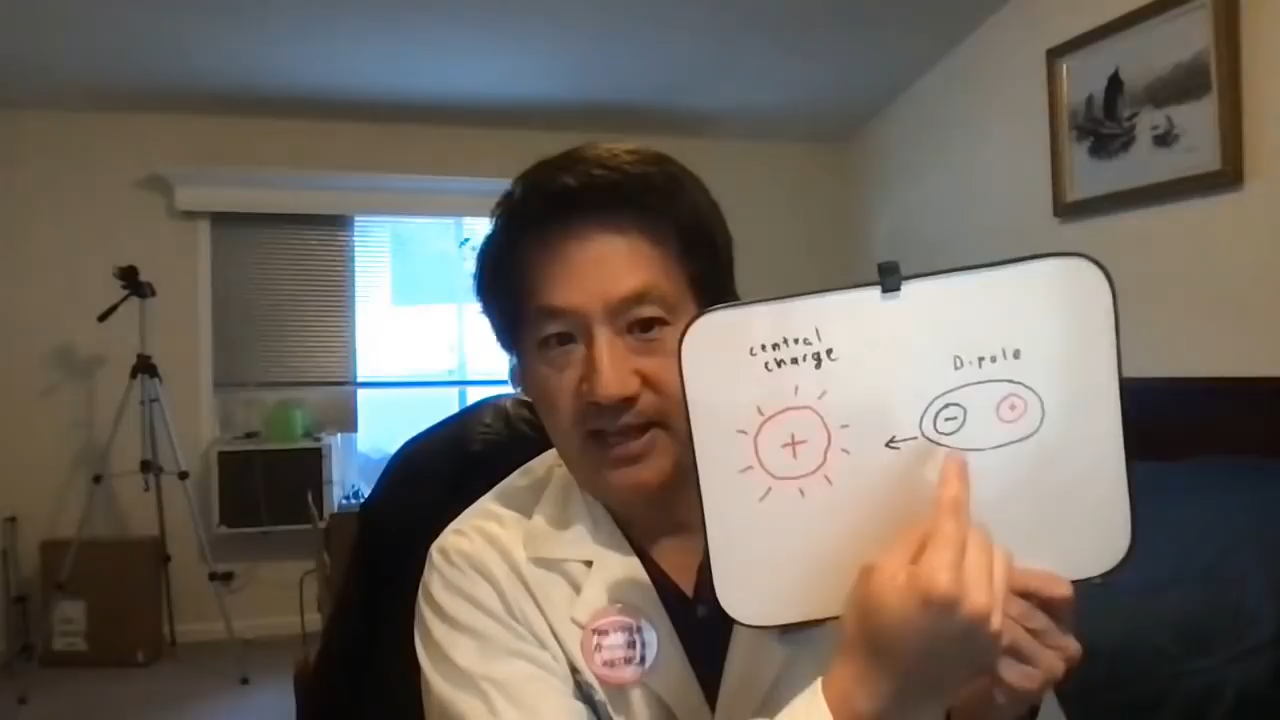 central
charge
Dipole
+
-
+